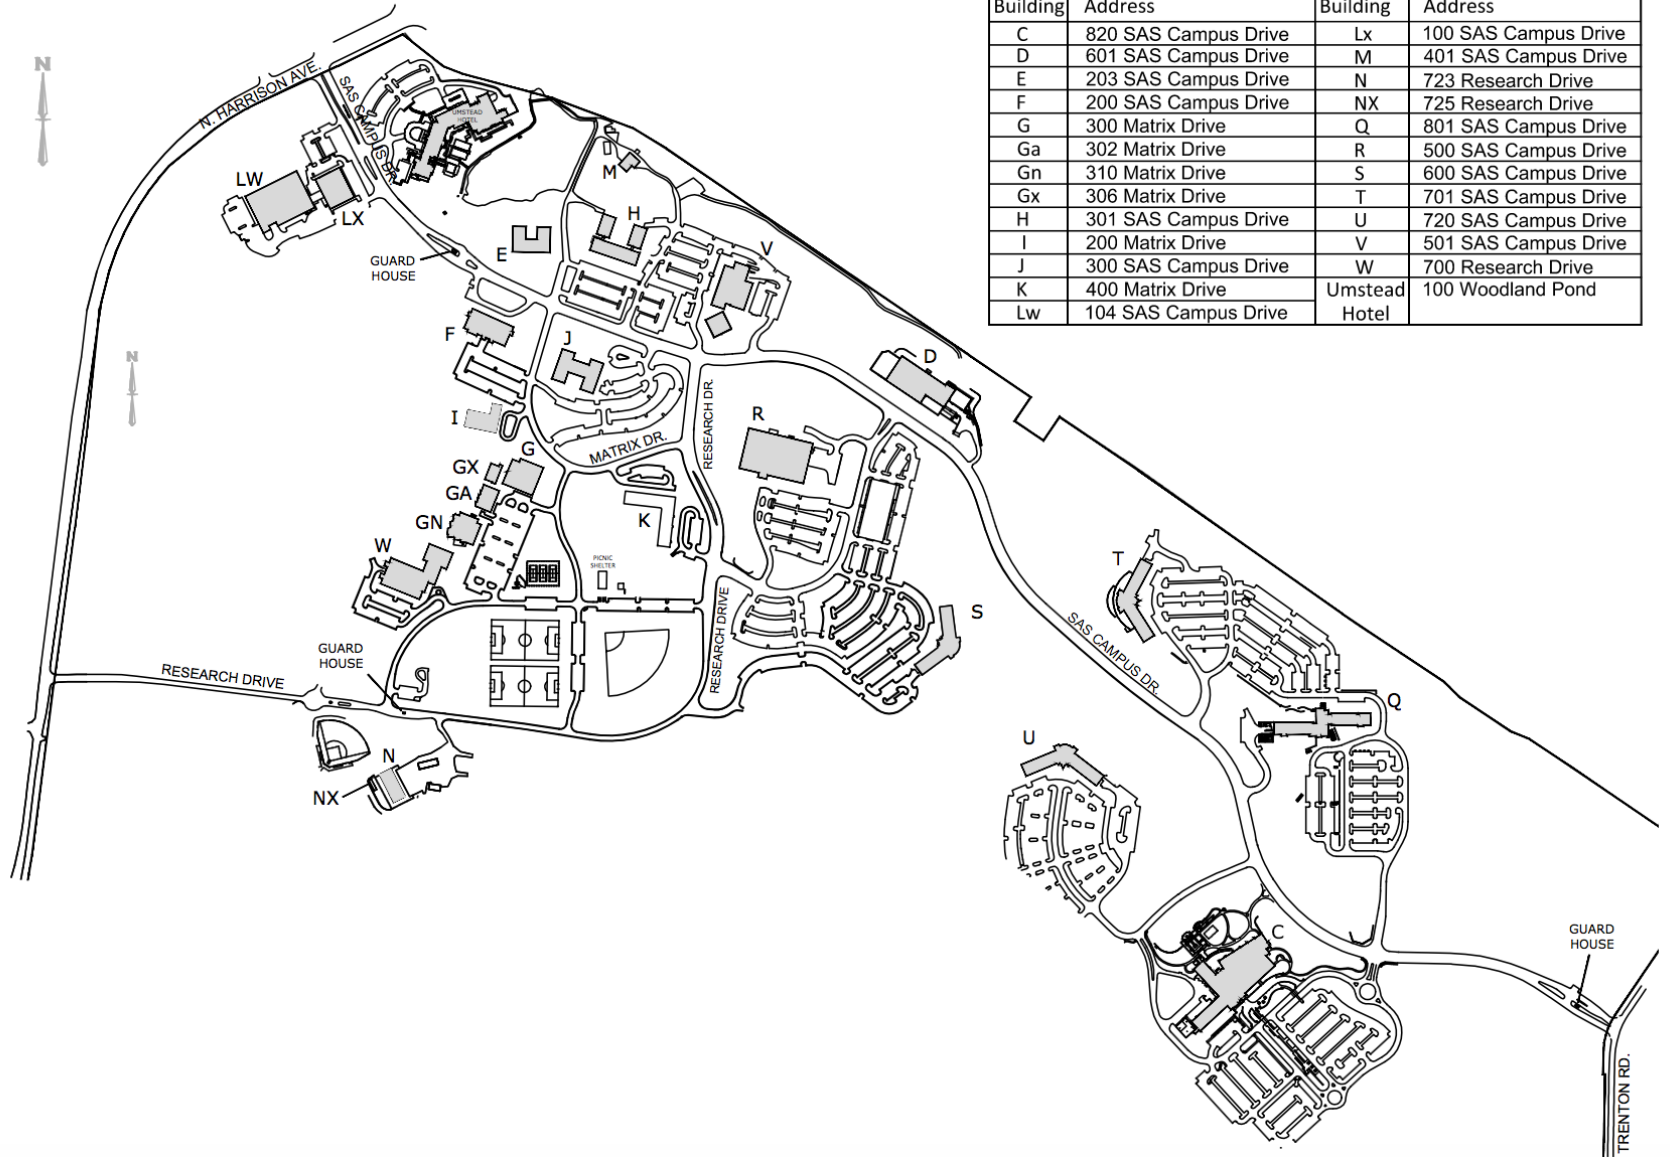 Building Address Building Address
C 820 SAS Campus Drive Lx 100 SAS Campus Drive
D 601 SAS Campus Drive M 401 SAS Campus Drive
E 203 SAS Campus Drive N 723 Research Drive
F 200 SAS Campus Drive NX 725 Research Drive
G 300 Matrix Drive Q 801 SAS Campus Drive
Ga 302 Matrix Drive R 500 SAS Campus Drive
Gn 310 Matrix Drive S 600 SAS Campus Drive
Gx 306 Matrix Drive T 701 SAS Campus Drive
H 301 SAS Campus Drive U 720 SAS Campus Drive
I 200 Matrix Drive V 501 SAS Campus Drive
J 300 SAS Campus Drive W 700 Research Drive
K 400 Matrix Drive Umstead 100 Woodland Pond
Lw 104 SAS Campus Drive Hotel
N
N. HARRISON AVE.
SAS CAMPUS DR.
UMSTEAD
HOTEL
LW
LX
M
H
E
V
GUARD
HOUSE
N
F
J
D
I
RESEARCH DR.
R
MATRIX DR.
G
GX
GA
GN
K
W
PICNIC
SHELTER
T
S
RESEARCH DRIVE
SAS CAMPUS DR.
GUARD
HOUSE
RESEARCH DRIVE
Q
U
N
NX
C
GUARD
HOUSE
TRENTON RD.